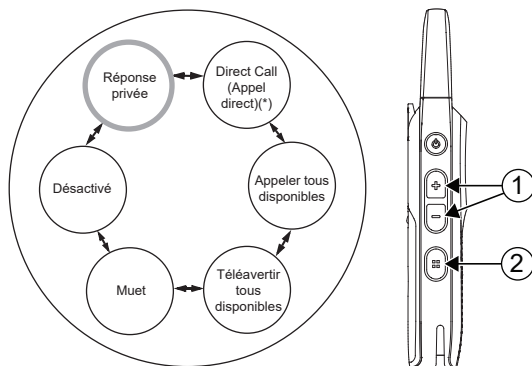 Réponse
privée
Direct Call
(Appel
direct)(*)
Appeler tous
disponibles
Téléavertir
tous
disponibles
Muet
Désactivé
1
2